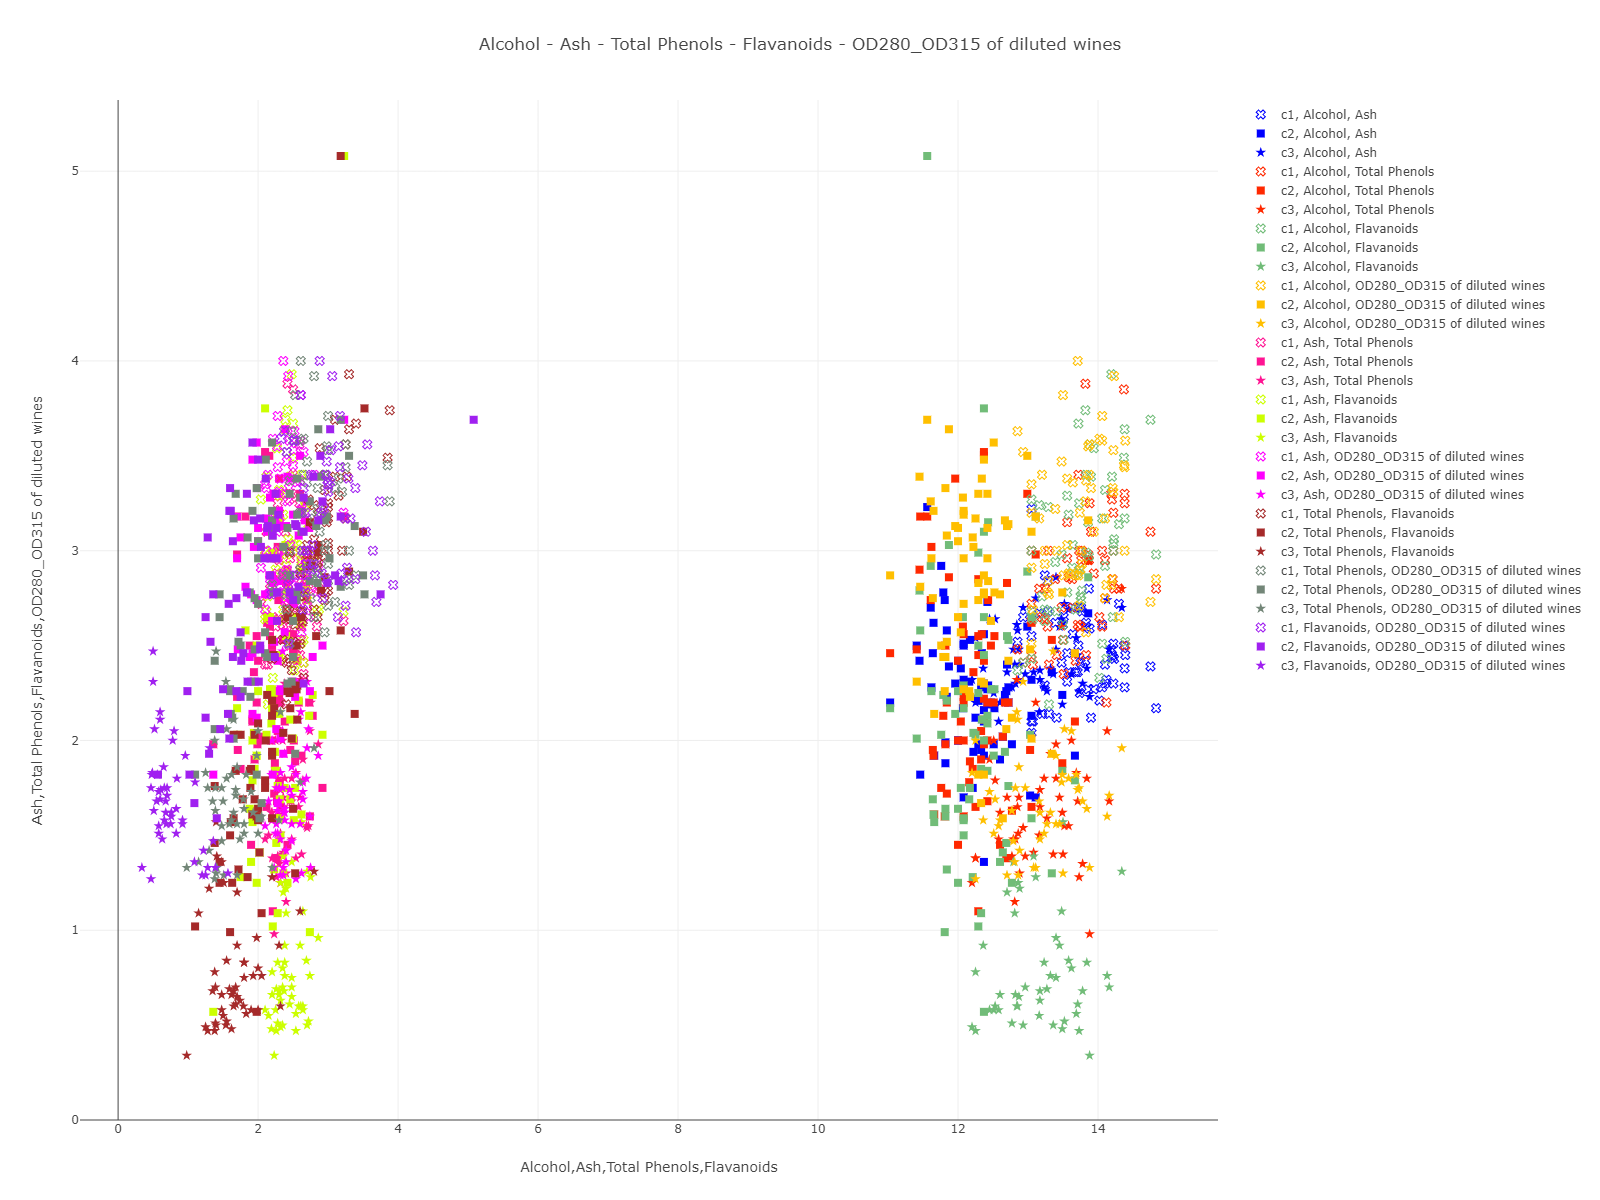 Alcohol - Ash - Total Phenols - Flavanoids - OD280_OD315 of diluted wines
Ash,Total Phenols,Flavanoids,OD280_OD315 of diluted wines
5
4
3
2
1
0
0 2 4 6 8 10 12 14
Alcohol,Ash,Total Phenols,Flavanoids
c1, Alcohol, Ash
c2, Alcohol, Ash
c3, Alcohol, Ash
c1, Alcohol, Total Phenols
c2, Alcohol, Total Phenols
c3, Alcohol, Total Phenols
c1, Alcohol, Flavanoids
c2, Alcohol, Flavanoids
c3, Alcohol, Flavanoids
c1, Alcohol, OD280_OD315 of diluted wines
c2, Alcohol, OD280_OD315 of diluted wines
c3, Alcohol, OD280_OD315 of diluted wines
c1, Ash, Total Phenols
c2, Ash, Total Phenols
c3, Ash, Total Phenols
c1, Ash, Flavanoids
c2, Ash, Flavanoids
c3, Ash, Flavanoids
c1, Ash, OD280_OD315 of diluted wines
c2, Ash, OD280_OD315 of diluted wines
c3, Ash, OD280_OD315 of diluted wines
c1, Total Phenols, Flavanoids
c2, Total Phenols, Flavanoids
c3, Total Phenols, Flavanoids
c1, Total Phenols, OD280_OD315 of diluted wines
c2, Total Phenols, OD280_OD315 of diluted wines
c3, Total Phenols, OD280_OD315 of diluted wines
c1, Flavanoids, OD280_OD315 of diluted wines
c2, Flavanoids, OD280_OD315 of diluted wines
c3, Flavanoids, OD280_OD315 of diluted wines